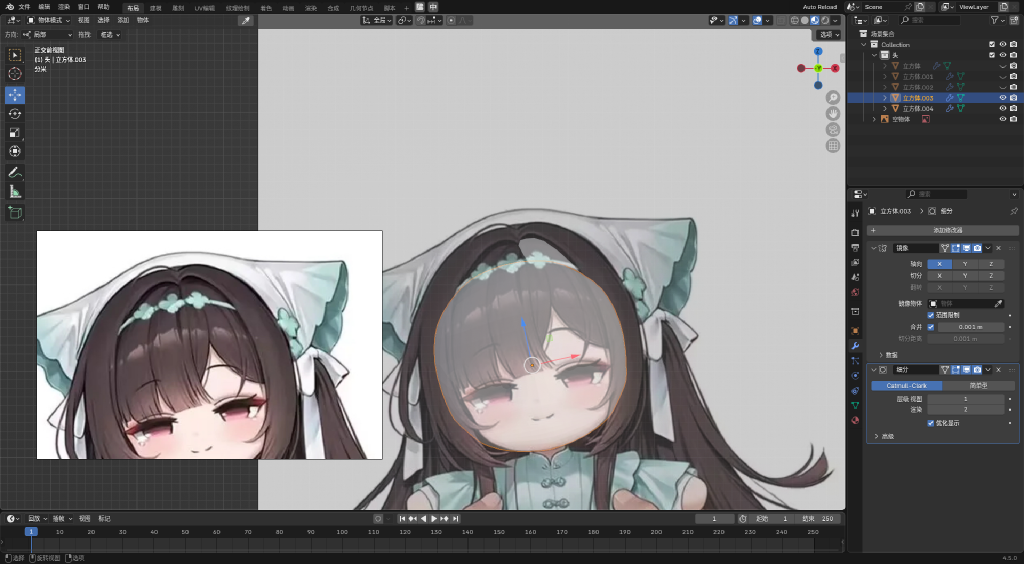 文件 编辑 渲染 窗口 帮助 布局 建模 雕刻 UV编辑 纹理绘制 着色 动画 渲染 合成 几何节点 脚本 + Auto Reload Scene ViewLayer
物体模式 视图 选择 添加 物体 全局 搜索
方向: 局部 拖拽: 框选 选项
正交前视图
(1) 头 | 立方体.003
分米
Z
Y
X
场景集合
Collection
头
立方体
立方体.001
立方体.002
立方体.003
立方体.004
空物体
搜索
立方体.003 > 细分
添加修改器
镜像
轴向 X Y Z
切分 X Y Z
翻转 X Y Z
镜像物体 物体
范围限制
合并 0.001 m
均分距离 0.001 m
数据
细分
Catmull-Clark 简单型
层级 视图 1
渲染 2
优化显示
高级
回放 插帧 视图 标记 1 起始 1 结束 250
1 10 20 30 40 50 60 70 80 90 100 110 120 130 140 150 160 170 180 190 200 210 220 230 240 250
选择 旋转视图 选项 4.5.0